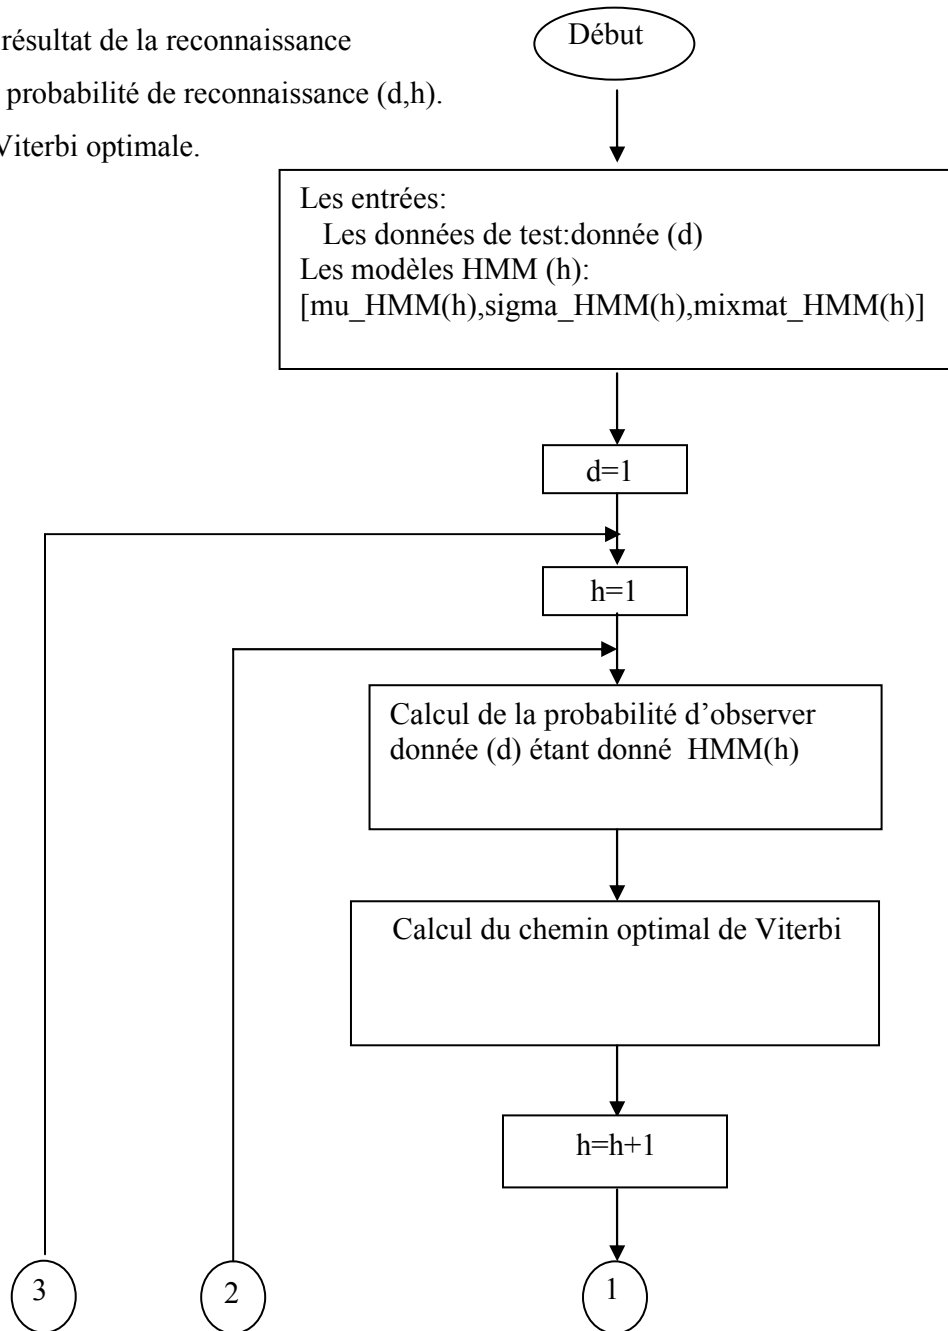 résultat de la reconnaissance
probabilité de reconnaissance (d,h).
Viterbi optimale.
Début
Les entrées:
Les données de test:donnée (d)
Les modèles HMM (h):
[mu_HMM(h),sigma_HMM(h),mixmat_HMM(h)]
d=1
h=1
Calcul de la probabilité d’observer
donnée (d) étant donné HMM(h)
Calcul du chemin optimal de Viterbi
h=h+1
3
2
1